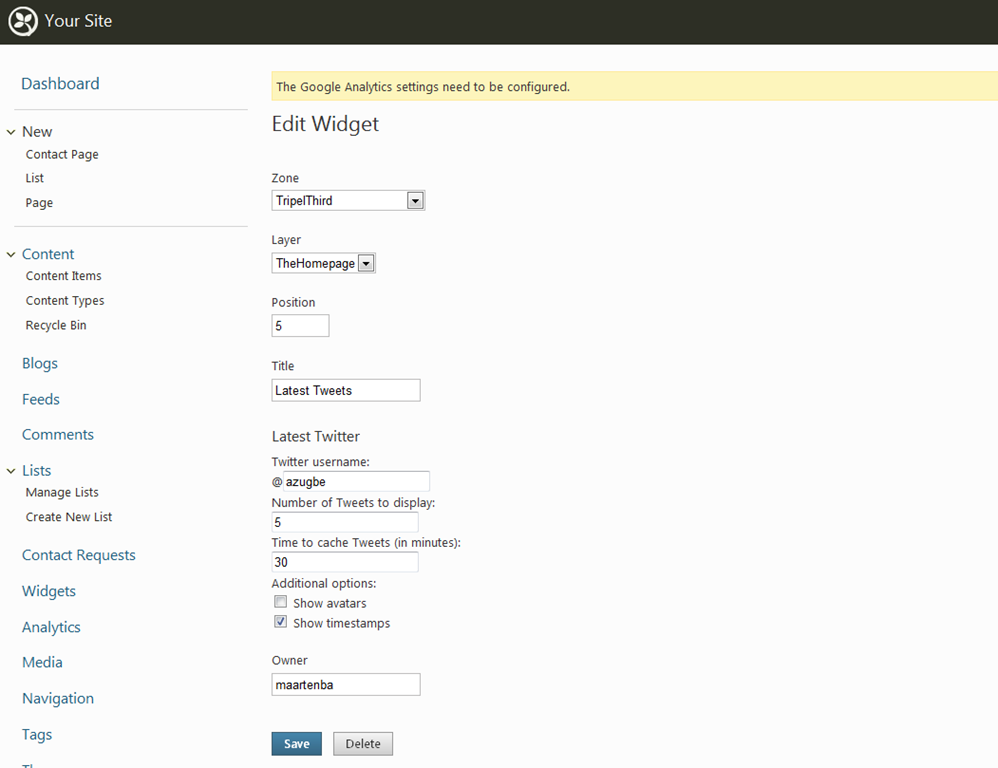 Your Site
Dashboard
New
Contact Page
List
Page
Content
Content Items
Content Types
Recycle Bin
Blogs
Feeds
Comments
Lists
Manage Lists
Create New List
Contact Requests
Widgets
Analytics
Media
Navigation
Tags
The Google Analytics settings need to be configured.
Edit Widget
Zone
TripelThird
Layer
TheHomepage
Position
5
Title
Latest Tweets
Latest Twitter
Twitter username:
@ azugbe
Number of Tweets to display:
5
Time to cache Tweets (in minutes):
30
Additional options:
Show avatars
Show timestamps
Owner
maartenba
Save Delete